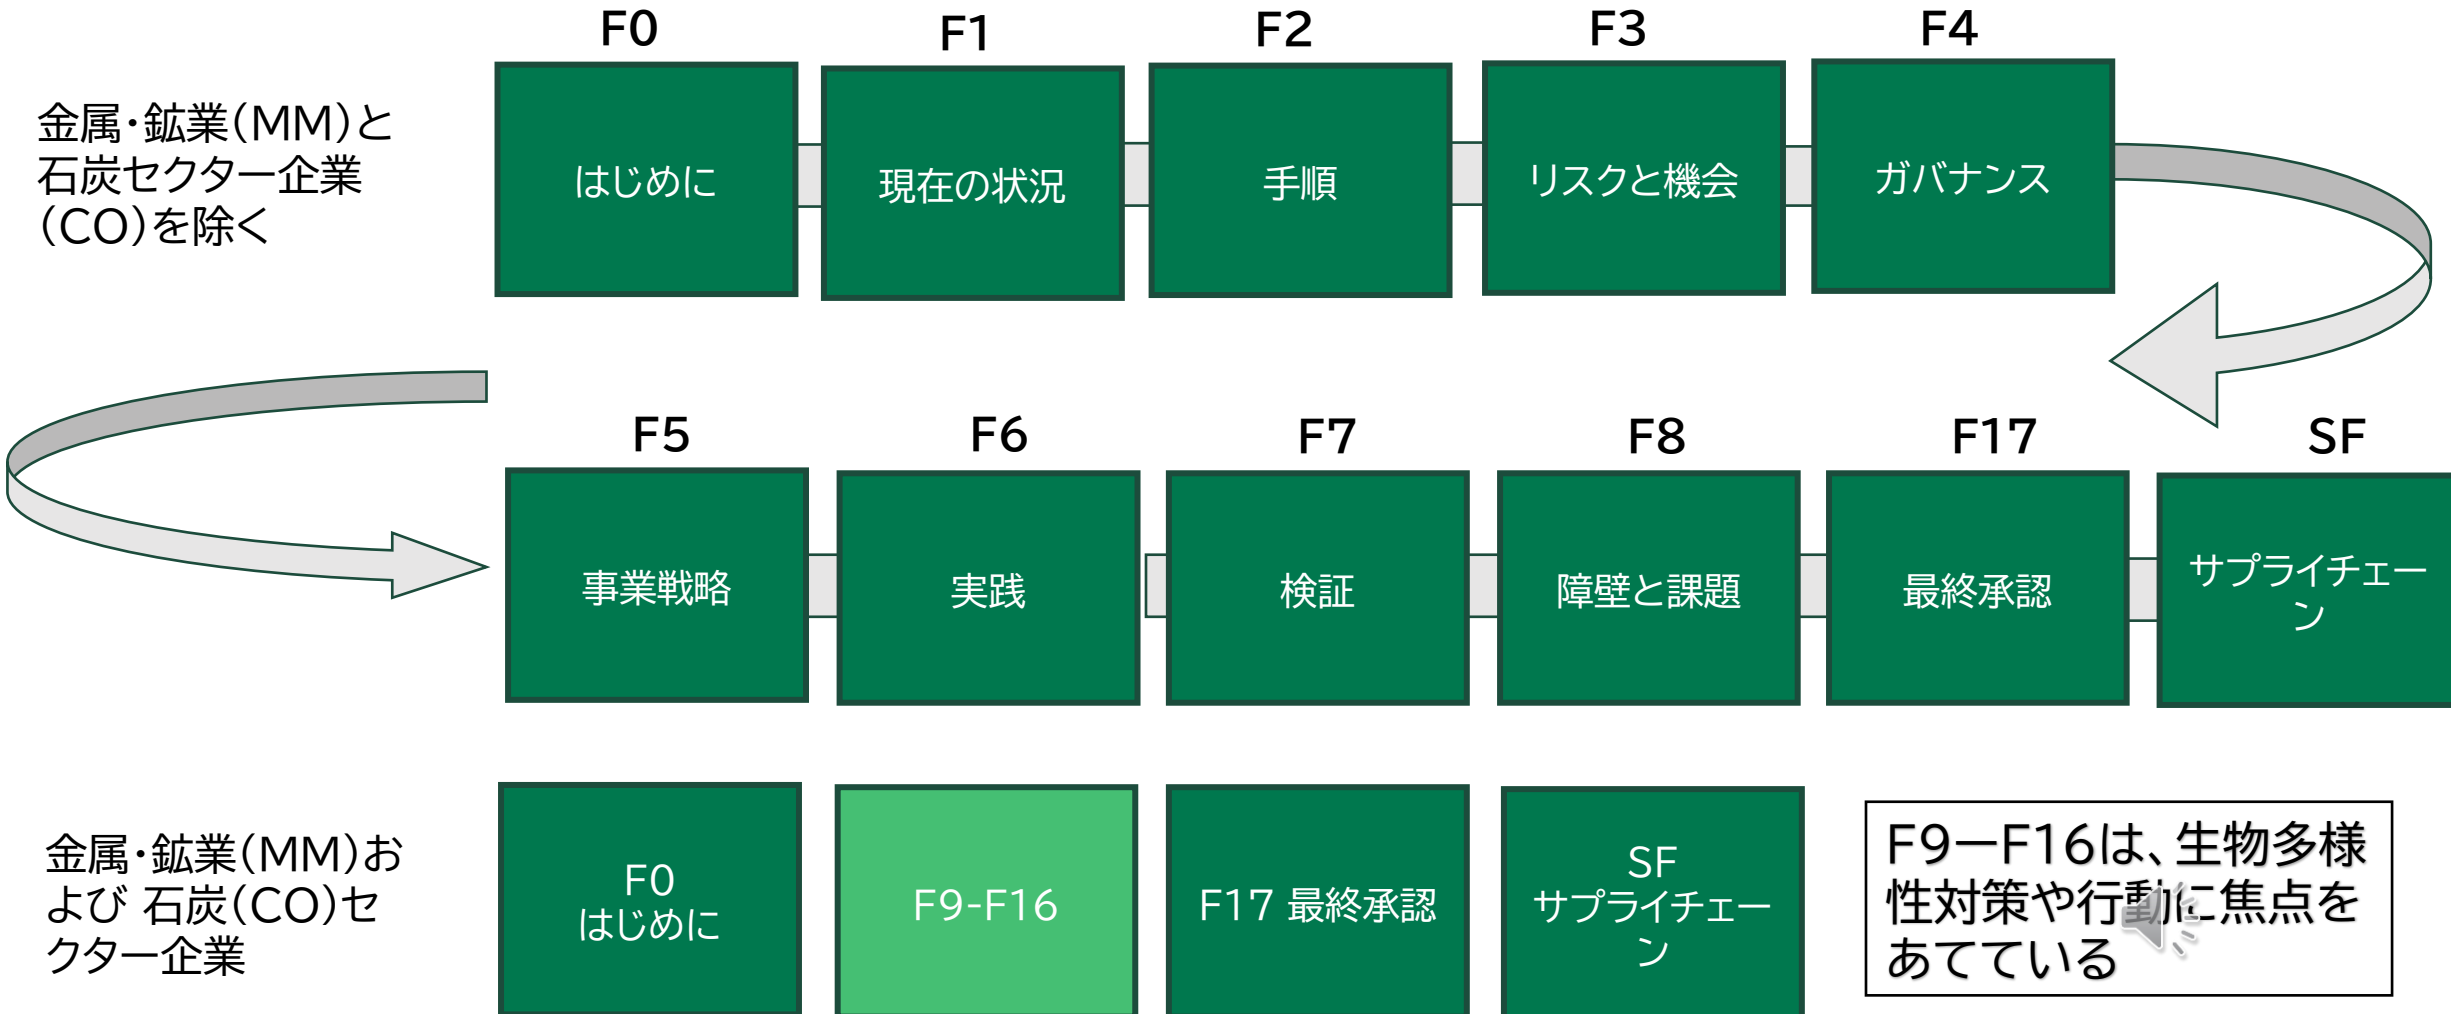 F0
F1
F2
F3
F4
金属・鉱業(MM)と
石炭セクター企業
(CO)を除く
はじめに
現在の状況
手順
リスクと機会
ガバナンス
F5
F6
F7
F8
F17
SF
事業戦略
実践
検証
障壁と課題
最終承認
サプライチェー
ン
金属・鉱業(MM)お
よび 石炭(CO)セ
クター企業
F0
はじめに
F9-F16
F17 最終承認
SF
サプライチェー
ン
F9ーF16は、生物多様
性対策や行動に焦点を
あてている